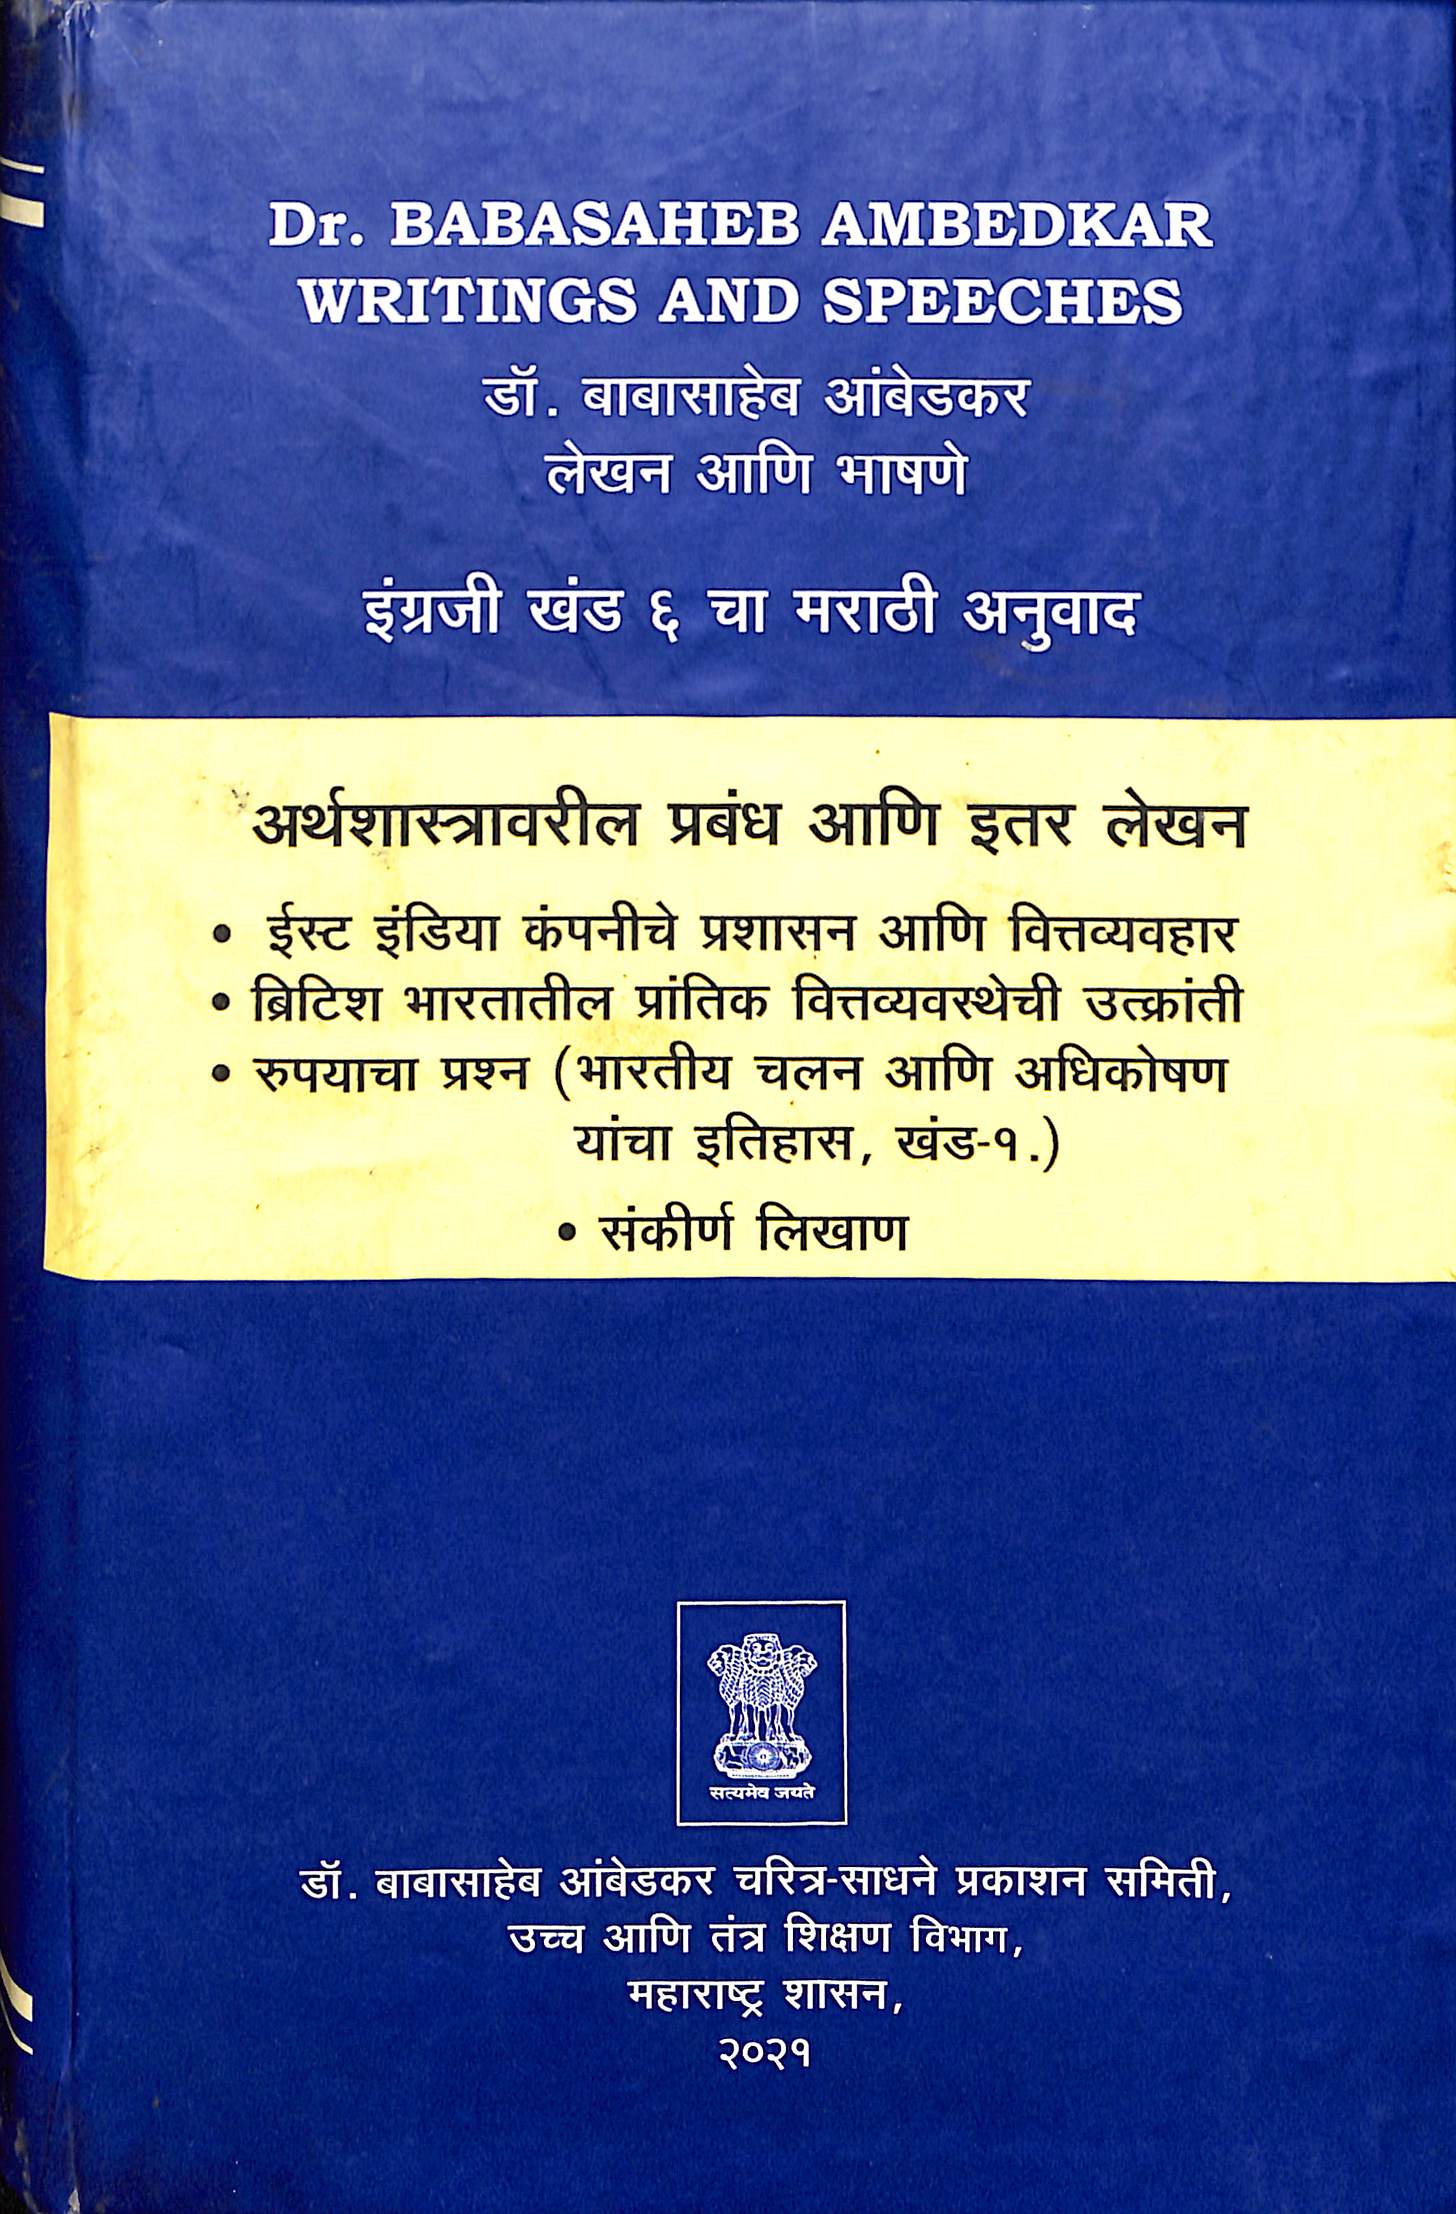 Dr. BABASAHEB AMBEDKAR
WRITINGS AND SPEECHES
डॉ. बाबासाहेब आंबेडकर
लेखन आणि भाषणे
इंग्रजी खंड ६ चा मराठी अनुवाद
अर्थशास्त्रावरील प्रबंध आणि इतर लेखन
• ईस्ट इंडिया कंपनीचे प्रशासन आणि वित्तव्यवहार
• ब्रिटिश भारतातील प्रांतिक वित्तव्यवस्थेची उत्क्रांती
• रुपयाचा प्रश्न (भारतीय चलन आणि अधिकोषण
यांचा इतिहास, खंड-१.)
• संकीर्ण लिखाण
सत्यमेव जयते
डॉ. बाबासाहेब आंबेडकर चरित्र-साधने प्रकाशन समिती,
उच्च आणि तंत्र शिक्षण विभाग,
महाराष्ट्र शासन,
२०२१